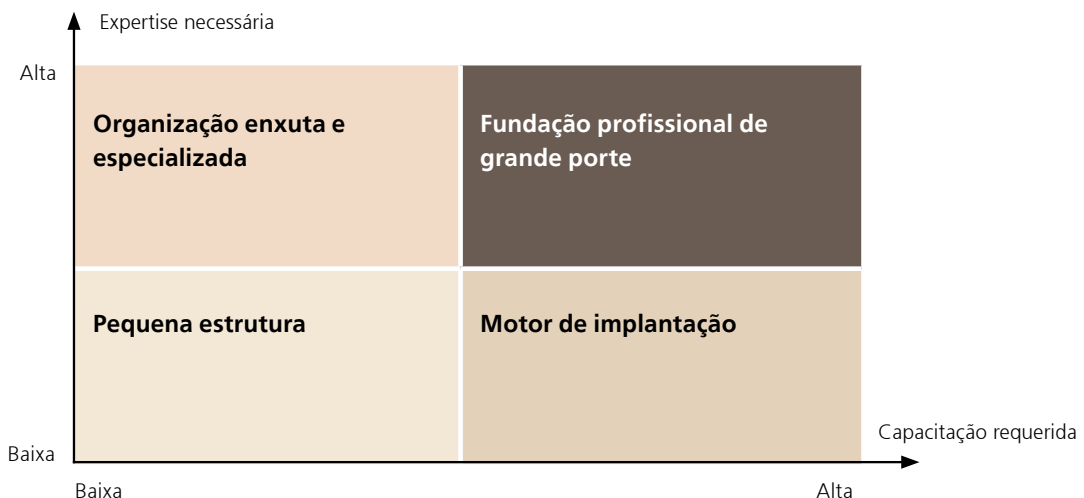 Expertise necessária
Alta
Organização enxuta e
especializada
Fundação profissional de
grande porte
Pequena estrutura
Motor de implantação
Capacitação requerida
Baixa
Baixa
Alta